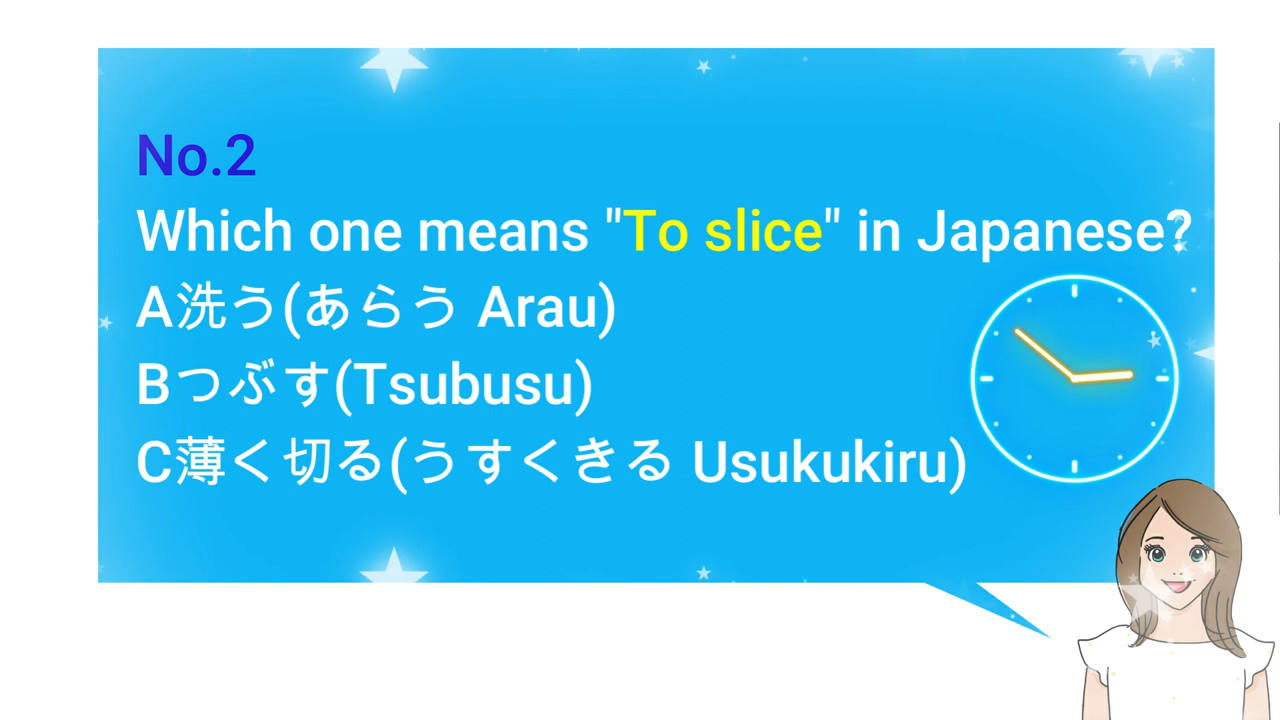 No.2
Which one means "To slice" in Japanese?
A洗う(あらう Arau)
Bつぶす(Tsubusu)
C薄く切る(うすくきる Usukukiru)